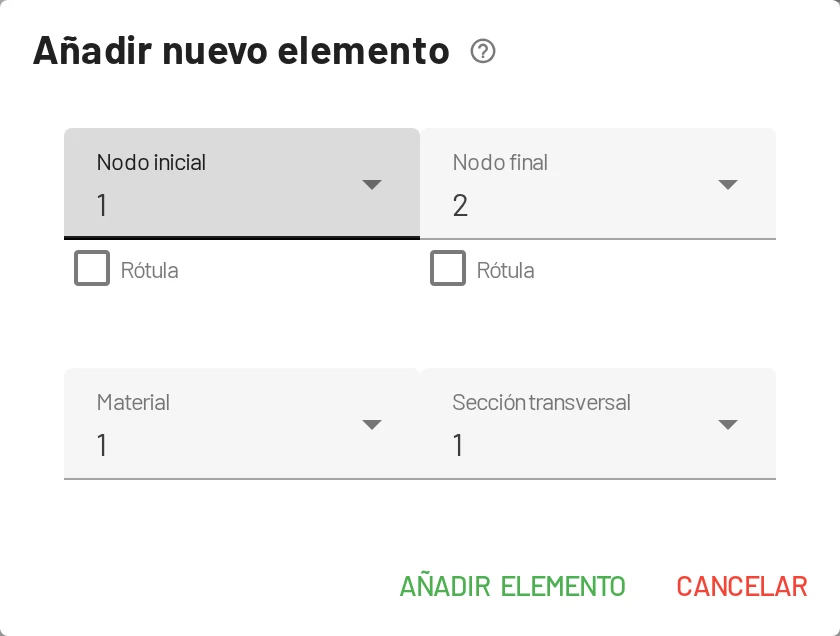 Añadir nuevo elemento ?
Nodo inicial
1
Nodo final
2
Rótula
Rótula
Material
1
Sección transversal
1
AÑADIR ELEMENTO
CANCELAR